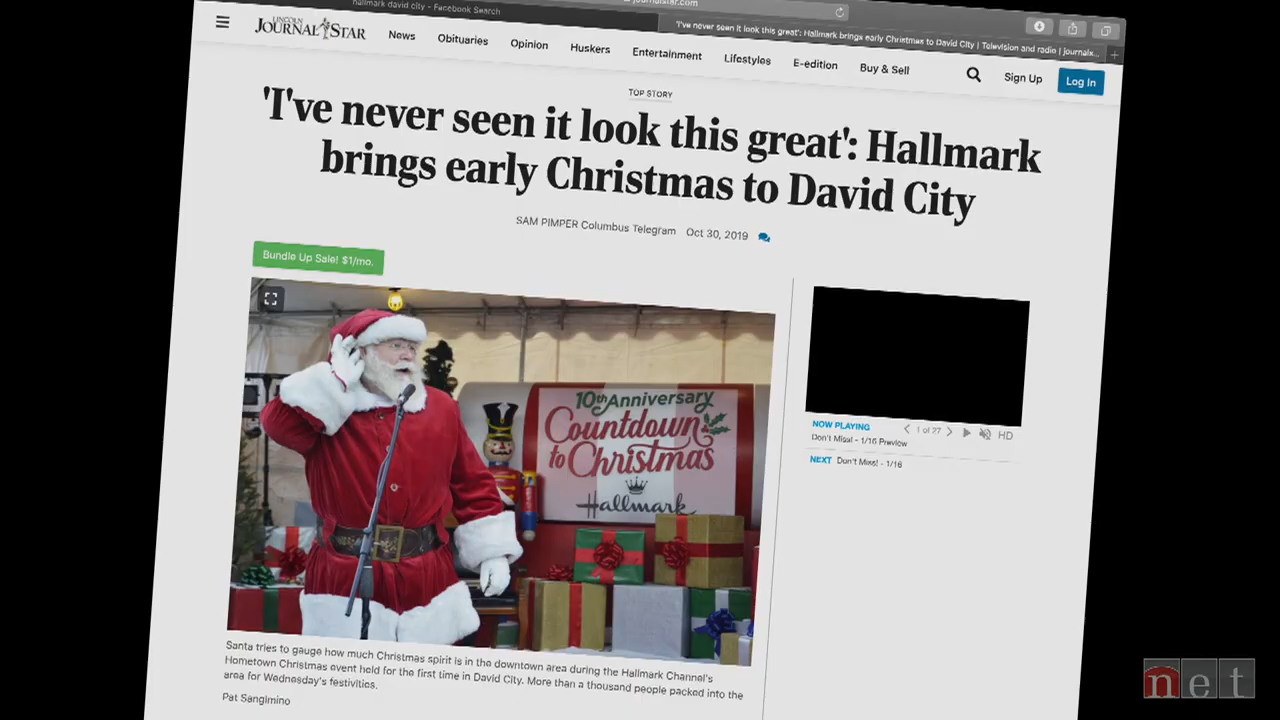 hallmark david city - Facebook Search
journalstar.com
'I've never seen it look this great': Hallmark brings early Christmas to David City | Television and radio | journals...
LINCOLN
JOURNAL STAR
News
Obituaries
Opinion
Huskers
Entertainment
Lifestyles
E-edition
Buy & Sell
Sign Up
Log In
TOP STORY
'I've never seen it look this great': Hallmark
brings early Christmas to David City
SAM PIMPER Columbus Telegram Oct 30, 2019
Bundle Up Sale! $1/mo.
10th Anniversary
Countdown
to Christmas
Hallmark
NOW PLAYING
1 of 27
HD
Don't Miss! - 1/16 Preview
NEXT Don't Miss! - 1/16
Santa tries to gauge how much Christmas spirit is in the downtown area during the Hallmark Channel's
Hometown Christmas event held for the first time in David City. More than a thousand people packed into the
area for Wednesday's festivities.
Pat Sangimino
net